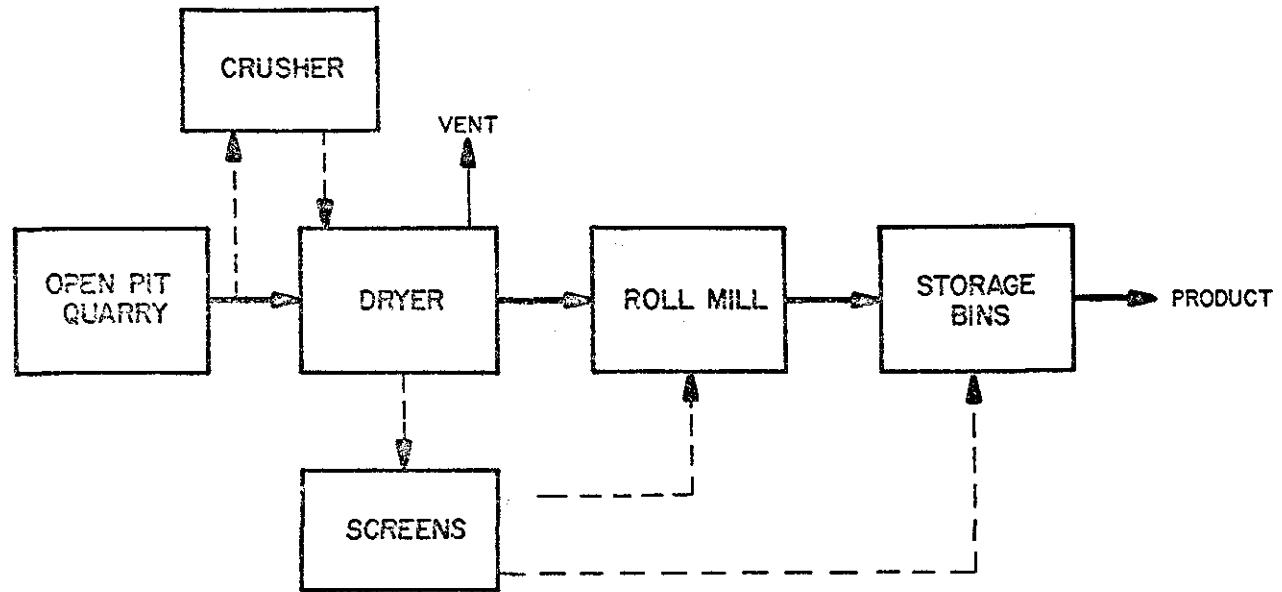 CRUSHER
VENT
OPEN PIT
QUARRY
DRYER
ROLL MILL
STORAGE
BINS
PRODUCT
SCREENS